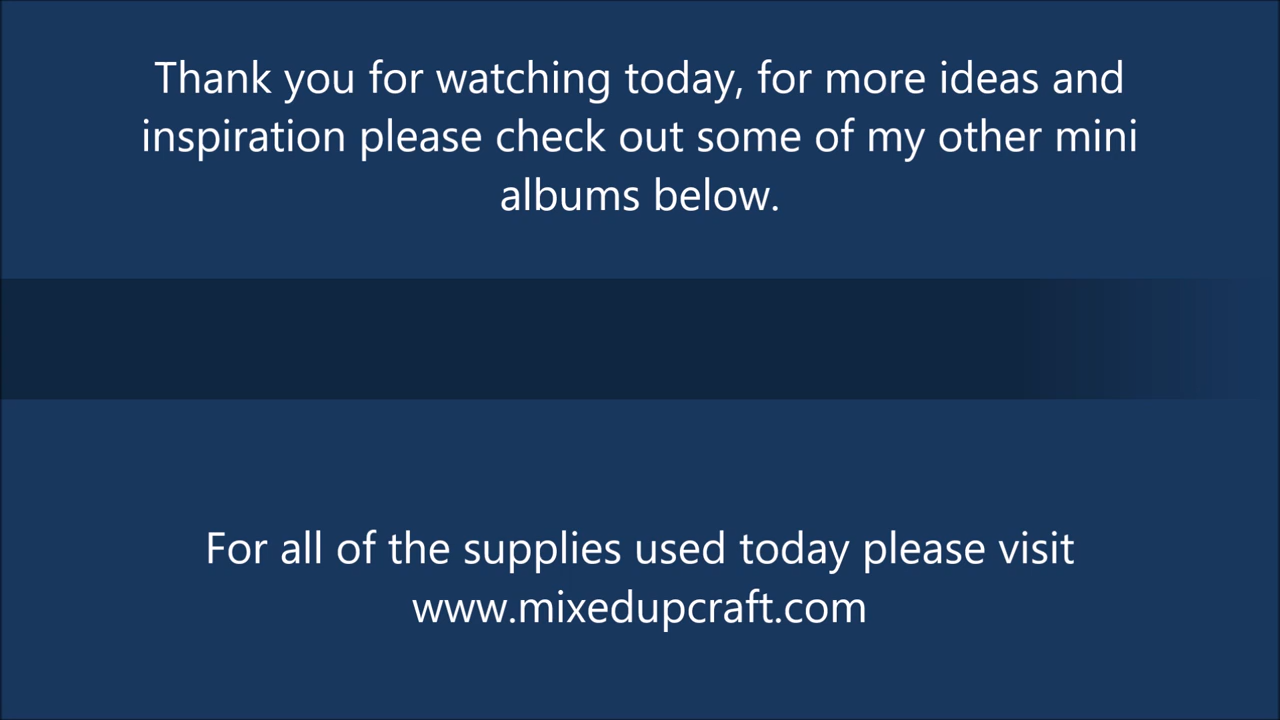 Thank you for watching today, for more ideas and
inspiration please check out some of my other mini
albums below.
For all of the supplies used today please visit
www.mixedupcraft.com